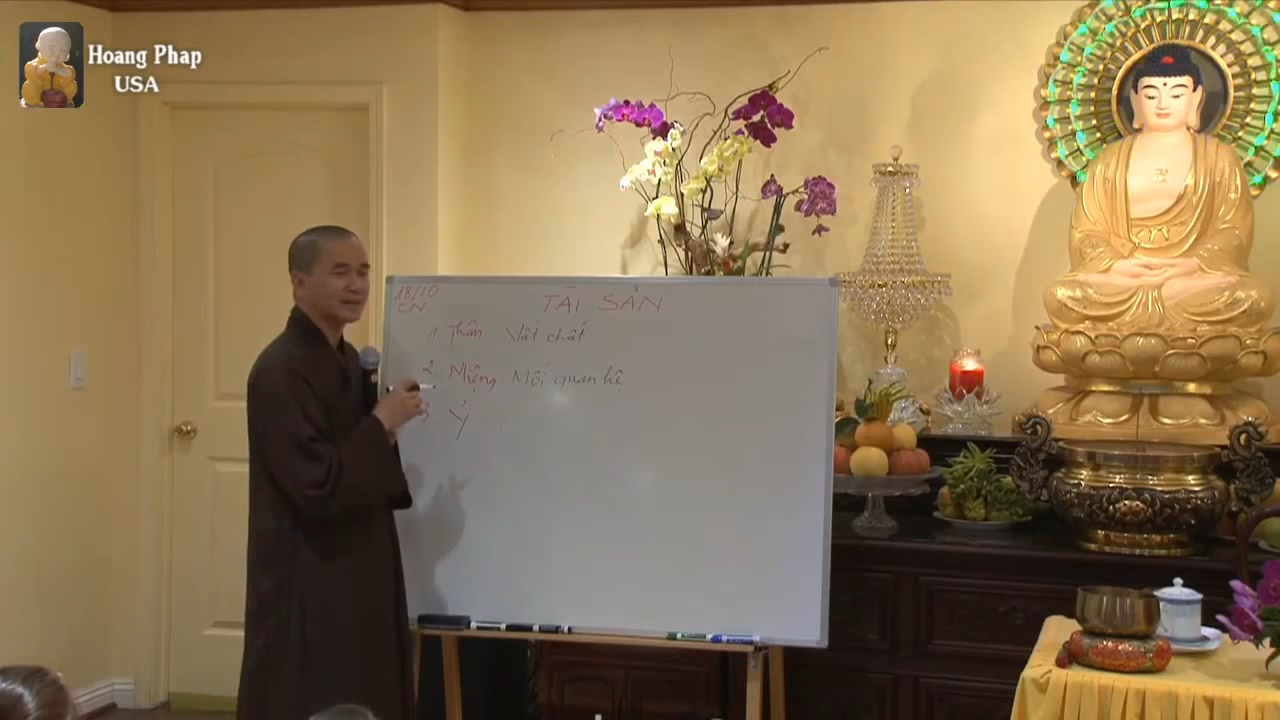 Hoang Phap
USA
18/10
CN
TÀI SẢN
1. Thân Vật chất
2. Miệng Mối quan hệ
3. Ý